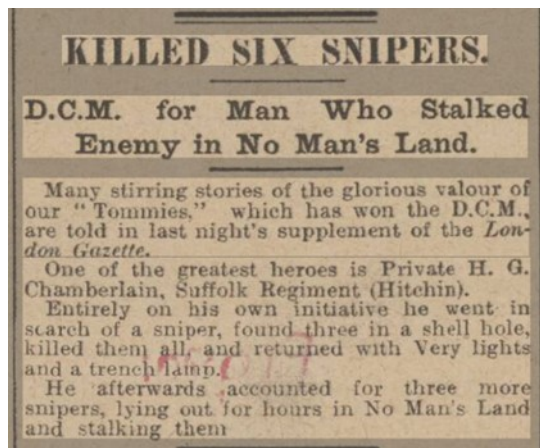 KILLED SIX SNIPERS.
D.C.M. for Man Who Stalked
Enemy in No Man's Land.
Many stirring stories of the glorious valour of
our "Tommies," which has won the D.C.M.,
are told in last night's supplement of the Lon-
don Gazette.
One of the greatest heroes is Private H. G.
Chamberlain, Suffolk Regiment (Hitchin).
Entirely on his own initiative he went in
search of a sniper, found three in a shell hole,
killed them all, and returned with Very lights
and a trench lamp.
He afterwards accounted for three more
snipers, lying out for hours in No Man's Land
and stalking them